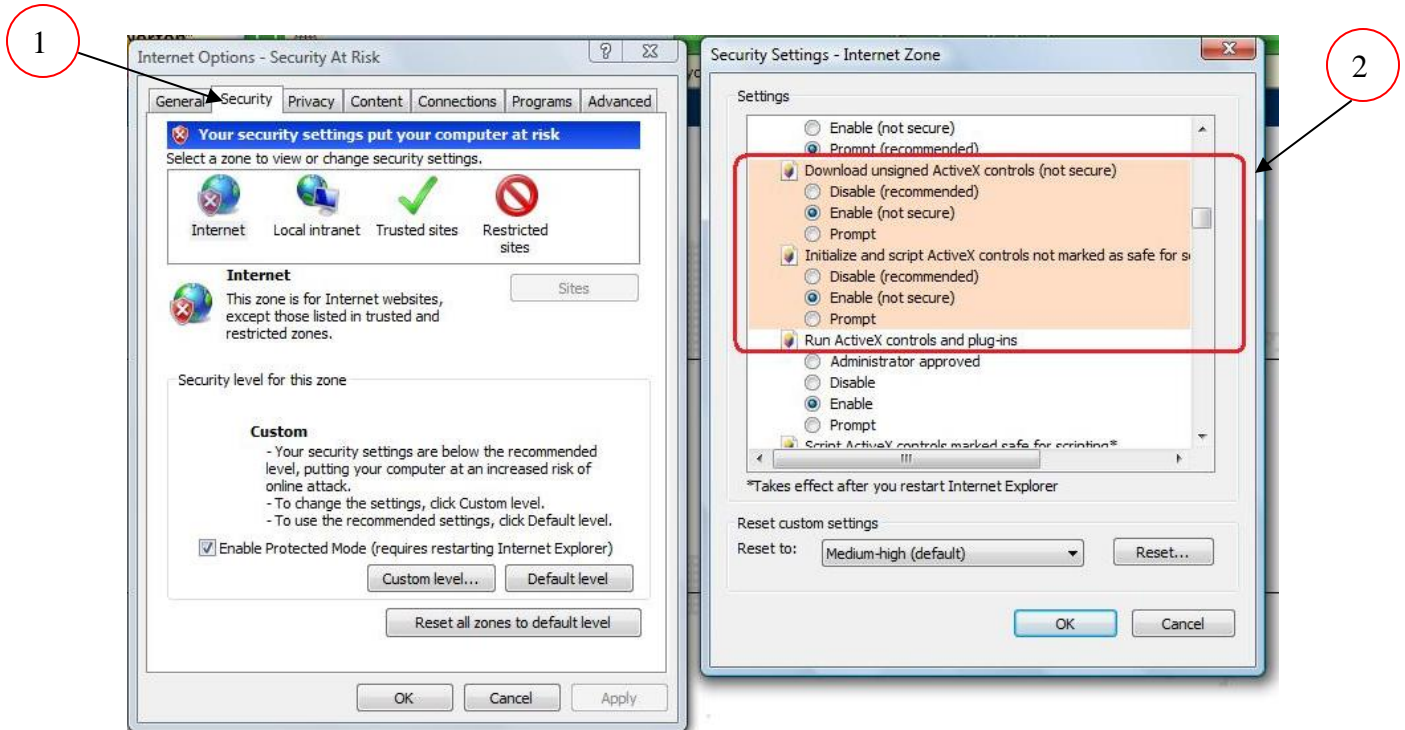 1
Internet Options - Security At Risk
General Security Privacy Content Connections Programs Advanced
Your security settings put your computer at risk
Select a zone to view or change security settings.
Internet Local intranet Trusted sites Restricted
sites
Internet
This zone is for Internet websites,
except those listed in trusted and
restricted zones.
Sites
Security level for this zone
Custom
- Your security settings are below the recommended
level, putting your computer at an increased risk of
online attack.
- To change the settings, click Custom level.
- To use the recommended settings, click Default level.
Enable Protected Mode (requires restarting Internet Explorer)
Custom level... Default level
Reset all zones to default level
OK Cancel Apply
2
Security Settings - Internet Zone
Settings
Enable (not secure)
Prompt (recommended)
Download unsigned ActiveX controls (not secure)
Disable (recommended)
Enable (not secure)
Prompt
Initialize and script ActiveX controls not marked as safe for s
Disable (recommended)
Enable (not secure)
Prompt
Run ActiveX controls and plug-ins
Administrator approved
Disable
Enable
Prompt
Script ActiveX controls marked safe for scripting*
*Takes effect after you restart Internet Explorer
Reset custom settings
Reset to: Medium-high (default) Reset...
OK Cancel